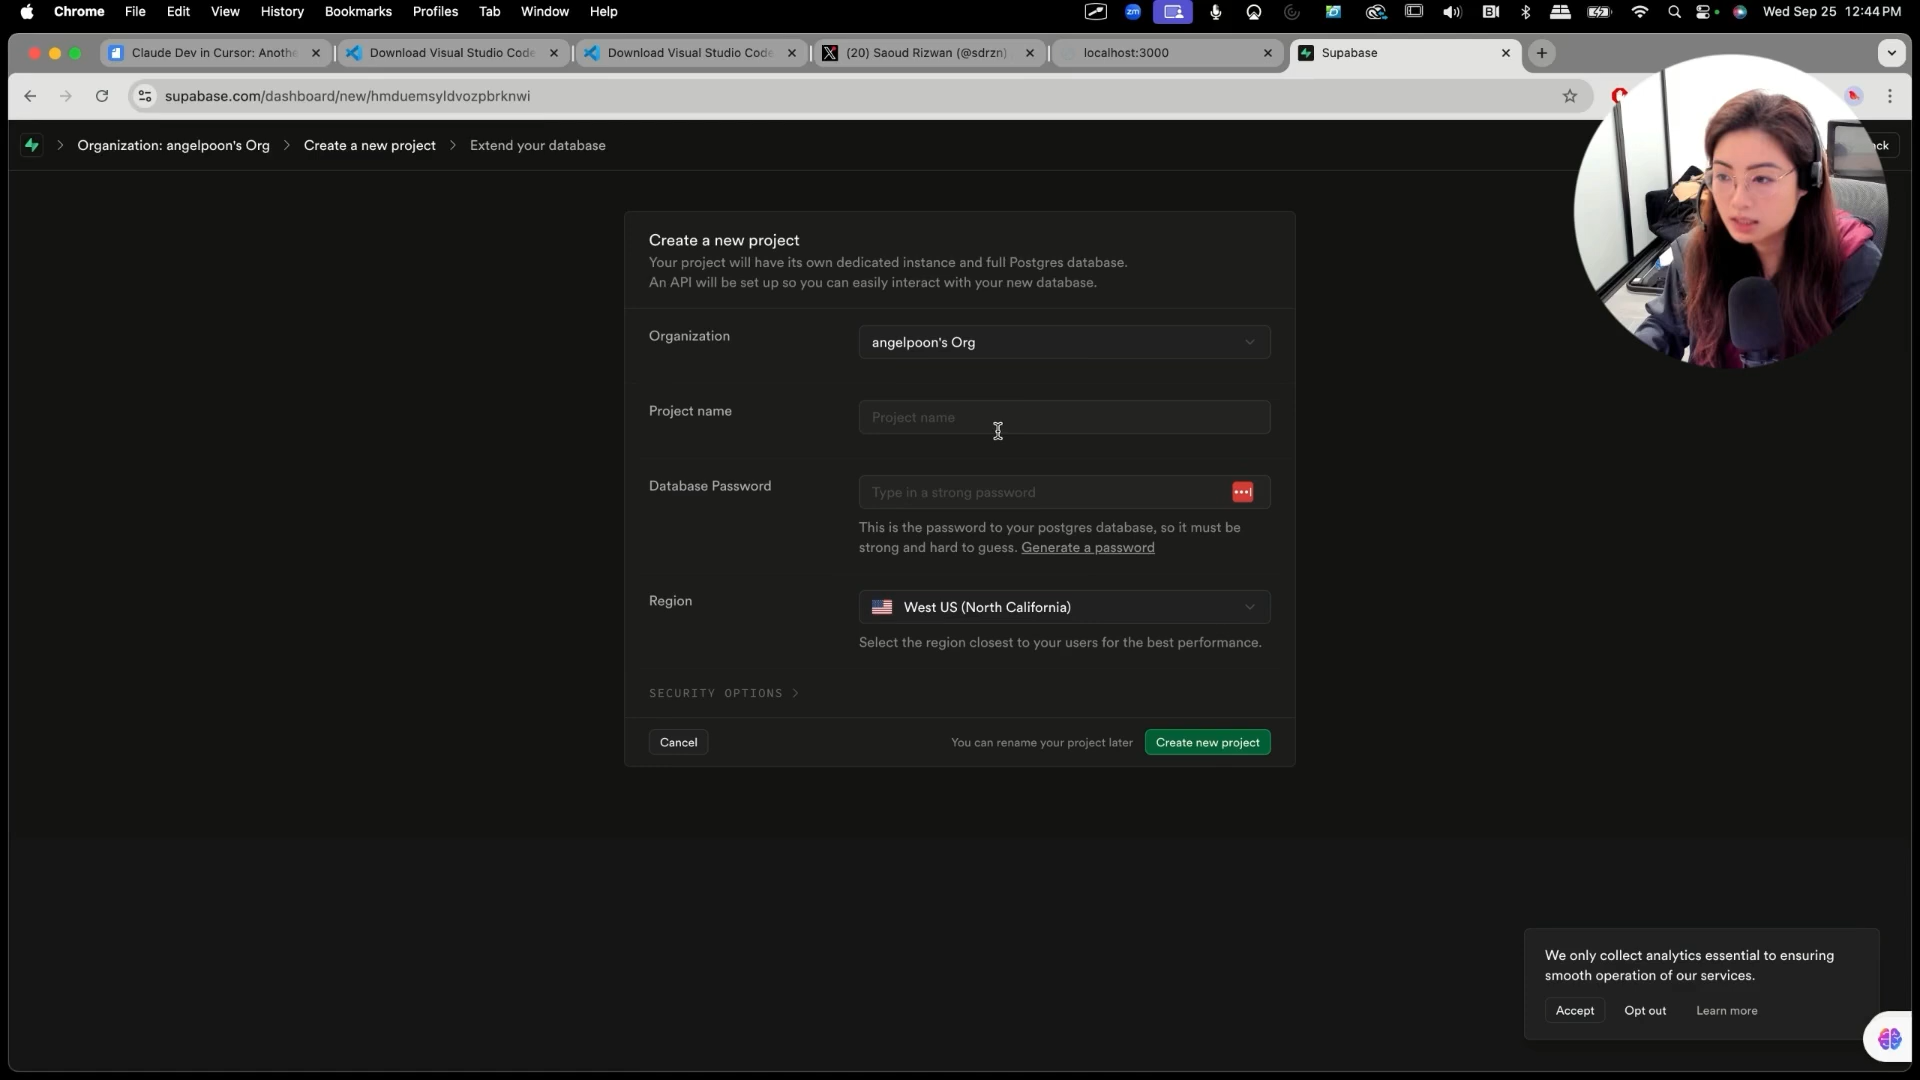 Chrome File Edit View History Bookmarks Profiles Tab Window Help
zm
Wed Sep 25 12:44 PM
Claude Dev in Cursor: Anothe
Download Visual Studio Code
Download Visual Studio Code
(20) Saoud Rizwan (@sdrzn)
localhost:3000
Supabase
supabase.com/dashboard/new/hmduemsyldvozpbrknwi
Organization: angelpoon's Org
Create a new project
Extend your database
ck
Create a new project
Your project will have its own dedicated instance and full Postgres database.
An API will be set up so you can easily interact with your new database.
Organization
angelpoon's Org
Project name
Project name
Database Password
Type in a strong password
This is the password to your postgres database, so it must be
strong and hard to guess. Generate a password
Region
West US (North California)
Select the region closest to your users for the best performance.
SECURITY OPTIONS
Cancel
You can rename your project later
Create new project
We only collect analytics essential to ensuring
smooth operation of our services.
Accept
Opt out
Learn more